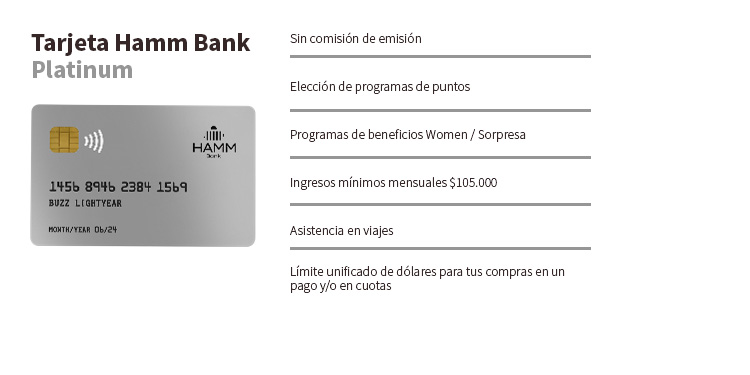 Tarjeta Hamm Bank
Platinum
HAMM
Bank
1456 8946 2384 1569
BUZZ LIGHTYEAR
MONTH/YEAR 06/24
Sin comisión de emisión
Elección de programas de puntos
Programas de beneficios Women / Sorpresa
Ingresos mínimos mensuales $105.000
Asistencia en viajes
Límite unificado de dólares para tus compras en un
pago y/o en cuotas